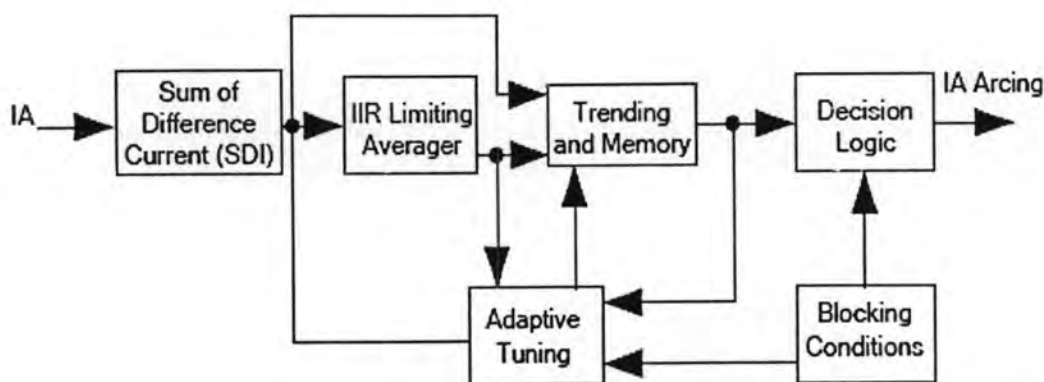 IA
Sum of
Difference
Current (SDI)
IIR Limiting
Averager
Trending
and Memory
Decision
Logic
IA Arcing
Adaptive
Tuning
Blocking
Conditions